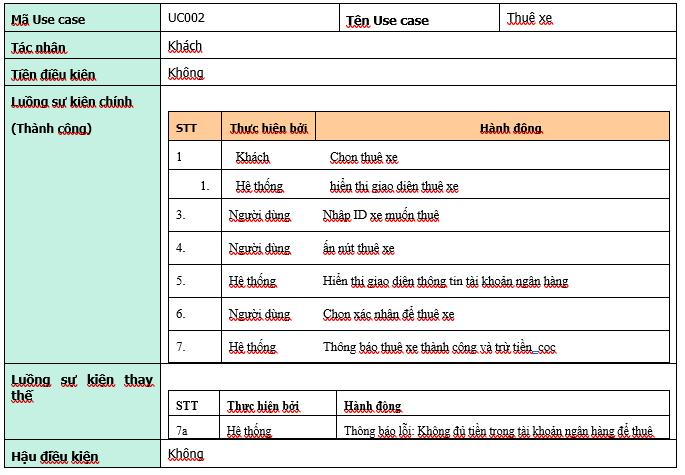 Mã Use case UC002 Tên Use case Thuê xe
Tác nhân Khách
Tiền điều kiện Không
Luồng sự kiện chính
(Thành công)
STT Thực hiện bởi Hành động
1 Khách Chọn thuê xe
1. Hệ thống hiển thị giao diện thuê xe
3. Người dùng Nhập ID xe muốn thuê
4. Người dùng ấn nút thuê xe
5. Hệ thống Hiển thị giao diện thông tin tài khoản ngân hàng
6. Người dùng Chọn xác nhân để thuê xe
7. Hệ thống Thông báo thuê xe thành công và trừ tiền_cọc
Luồng sự kiện thay
thế
STT Thực hiện bởi Hành động
7a Hệ thống Thông báo lỗi: Không đủ tiền trong tài khoản ngân hàng để thuê
Hậu điều kiện Không